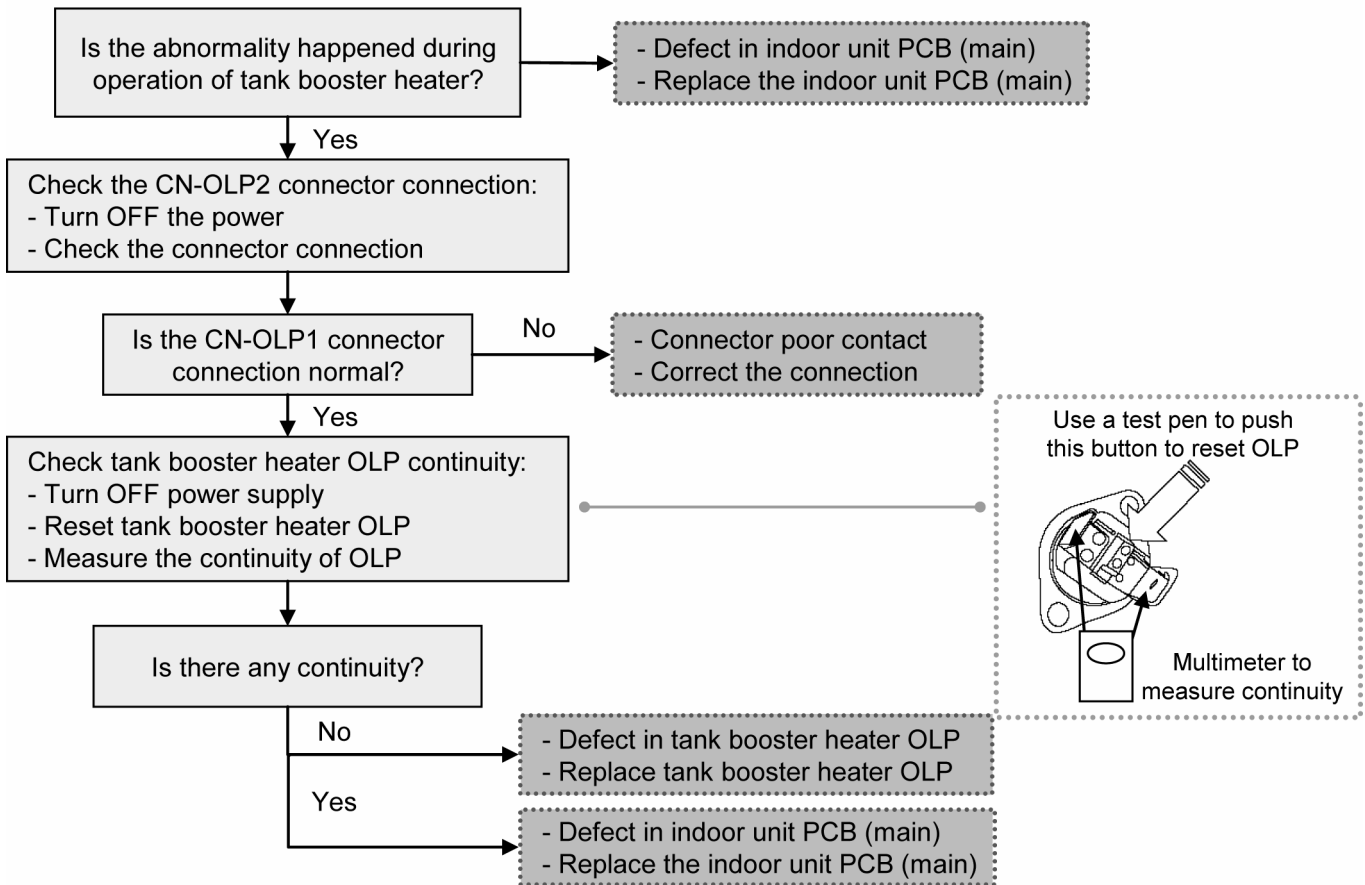 Is the abnormality happened during
operation of tank booster heater?
- Defect in indoor unit PCB (main)
- Replace the indoor unit PCB (main)
Yes
Check the CN-OLP2 connector connection:
- Turn OFF the power
- Check the connector connection
Is the CN-OLP1 connector
connection normal?
No
- Connector poor contact
- Correct the connection
Yes
Check tank booster heater OLP continuity:
- Turn OFF power supply
- Reset tank booster heater OLP
- Measure the continuity of OLP
Use a test pen to push
this button to reset OLP
Multimeter to
measure continuity
Is there any continuity?
No
- Defect in tank booster heater OLP
- Replace tank booster heater OLP
Yes
- Defect in indoor unit PCB (main)
- Replace the indoor unit PCB (main)